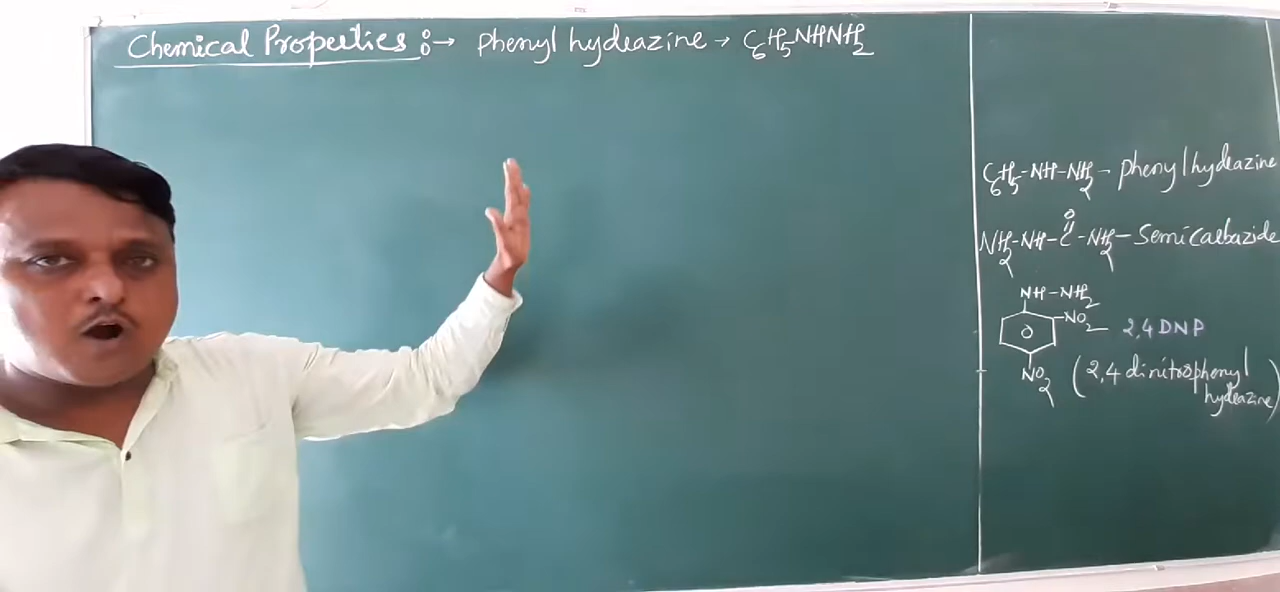 Chemical Properties :→ Phenyl hydrazine → C6H5NHNH2
C6H5-NH-NH2 - phenyl hydrazine
O
NH2-NH-C-NH2 - Semicarbazide
NH-NH2
NO2 - 2,4 DNP
NO2 (2,4 dinitrophenyl
hydrazine)